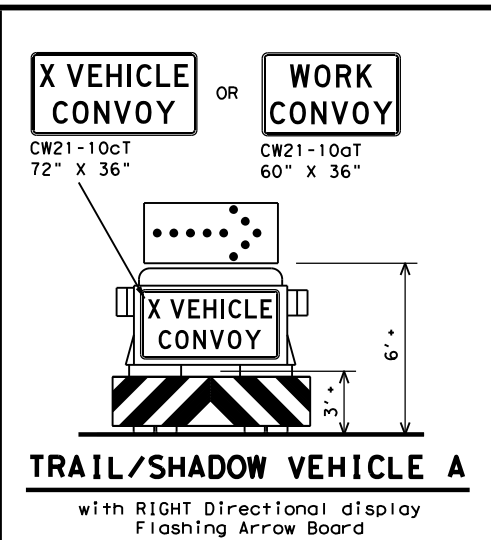 X VEHICLE
CONVOY
OR
WORK
CONVOY
CW21-10cT
72" X 36"
CW21-10aT
60" X 36"
X VEHICLE
CONVOY
6'+
3'+
TRAIL/SHADOW VEHICLE A
with RIGHT Directional display
Flashing Arrow Board